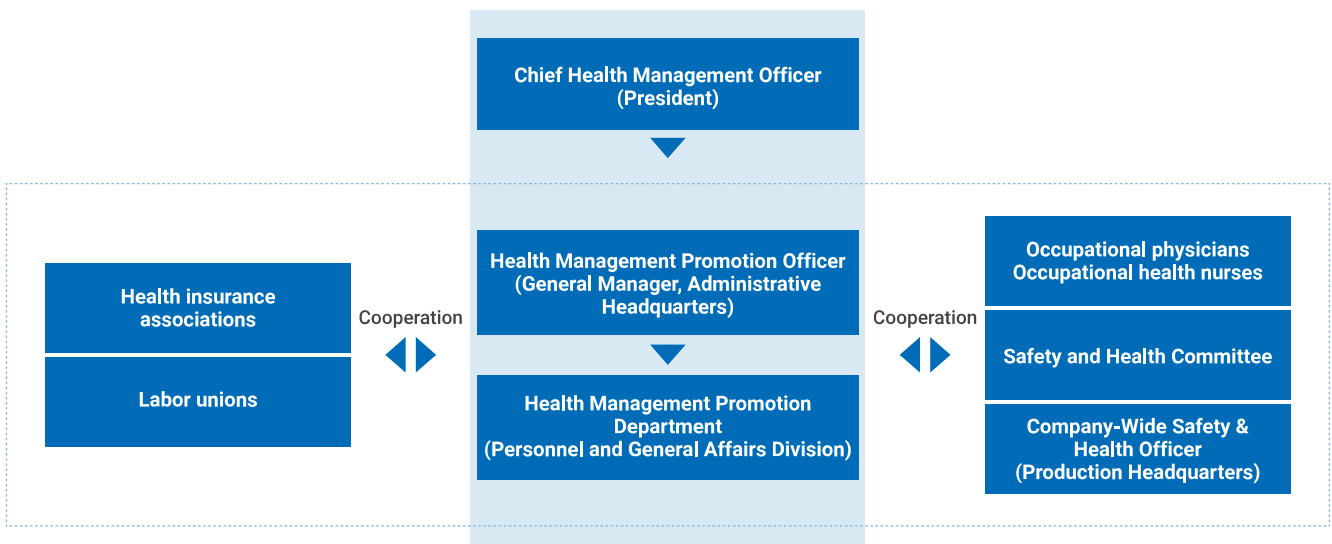 Chief Health Management Officer
(President)
Health insurance
associations
Labor unions
Cooperation
Health Management Promotion Officer
(General Manager, Administrative
Headquarters)
Health Management Promotion
Department
(Personnel and General Affairs Division)
Cooperation
Occupational physicians
Occupational health nurses
Safety and Health Committee
Company-Wide Safety &
Health Officer
(Production Headquarters)